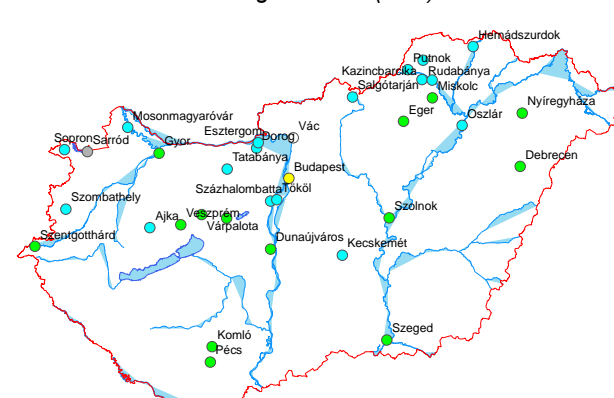 Hernádszurdok
Putnok
Kazincbarcika
Rudabánya
Salgótarján
Miskolc
Nyíregyháza
Eger
Oszlár
Mosonmagyaróvár
Esztergom
Dorog
Vác
Sopron
Sarród
Gyor
Tatabánya
Debrecen
Budapest
Százhalombatta
Tököl
Szombathely
Ajka
Veszprém
Várpalota
Szolnok
Szentgotthárd
Dunaújváros
Kecskemét
Komló
Pécs
Szeged